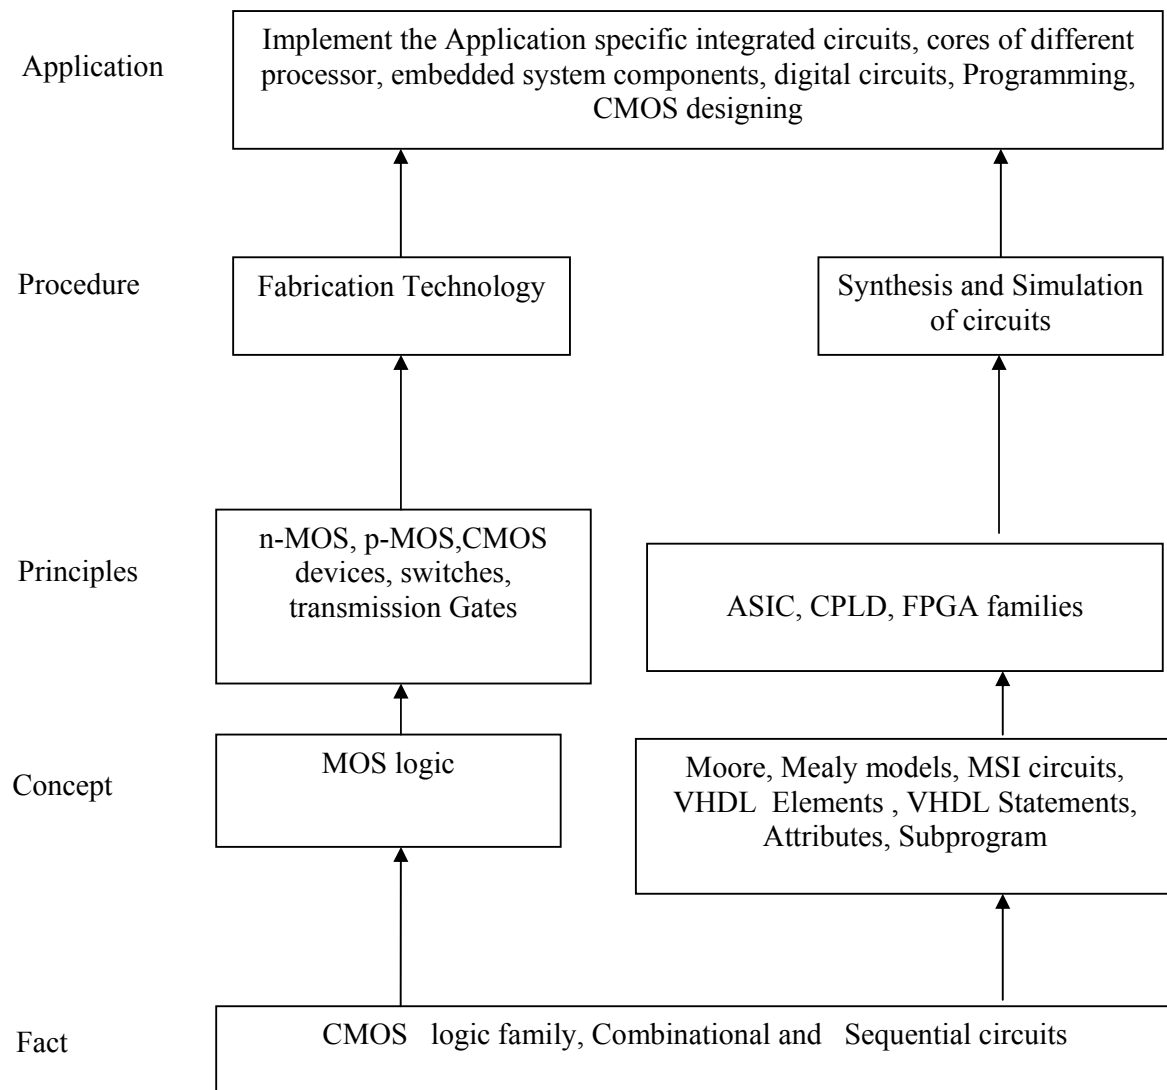 Application
Implement the Application specific integrated circuits, cores of different
processor, embedded system components, digital circuits, Programming,
CMOS designing
Procedure
Fabrication Technology
Synthesis and Simulation
of circuits
Principles
n-MOS, p-MOS,CMOS
devices, switches,
transmission Gates
ASIC, CPLD, FPGA families
Concept
MOS logic
Moore, Mealy models, MSI circuits,
VHDL Elements , VHDL Statements,
Attributes, Subprogram
Fact
CMOS logic family, Combinational and Sequential circuits